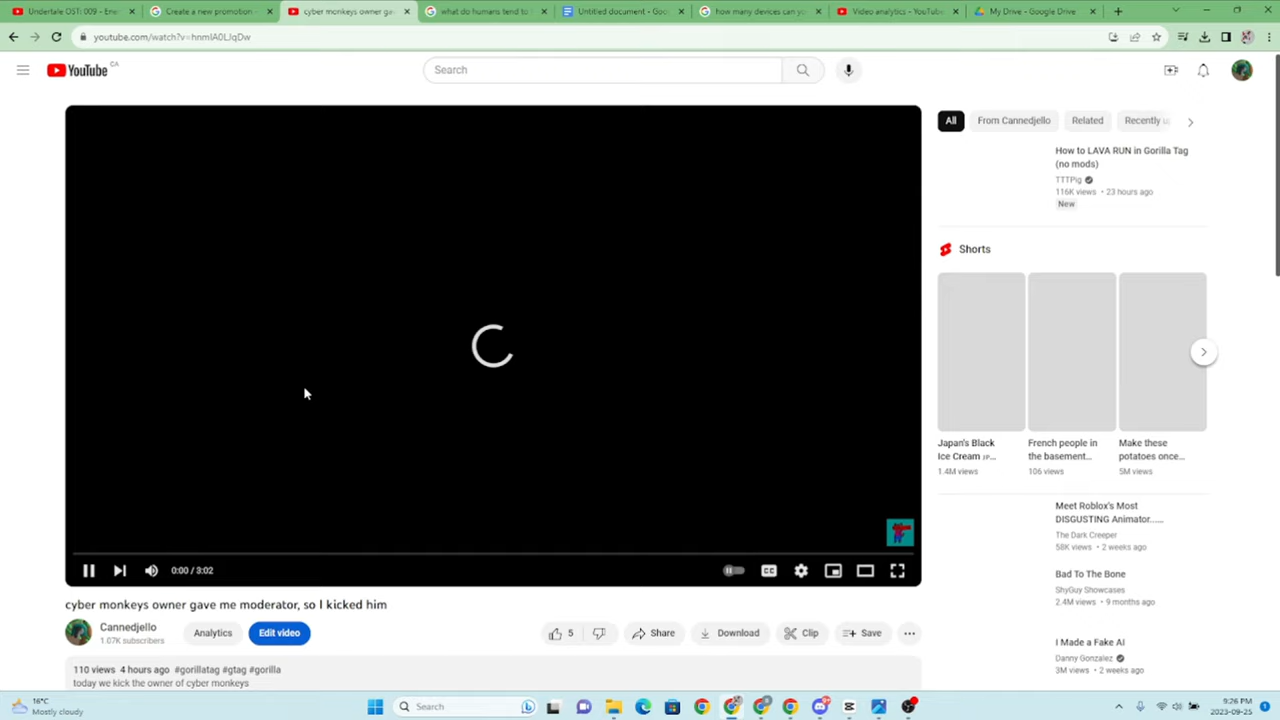 Undertale OST: 009 - Ene
Create a new promotion -
cyber monkeys owner ga
what do humans tend to
Untitled document - Goo
how many devices can yo
Video analytics - YouTube
My Drive - Google Drive
youtube.com/watch?v=hnmIA0LJqDw
YouTube CA
Search
All
From Cannedjello
Related
Recently u
How to LAVA RUN in Gorilla Tag
(no mods)
TTTPig
116K views • 23 hours ago
New
Shorts
Japan's Black
Ice Cream JP...
1.4M views
French people in
the basement...
106 views
Make these
potatoes once...
5M views
Meet Roblox's Most
DISGUSTING Animator......
The Dark Creeper
58K views • 2 weeks ago
Bad To The Bone
ShyGuy Showcases
2.4M views • 9 months ago
I Made a Fake AI
Danny Gonzalez
3M views • 2 weeks ago
0:00 / 3:02
CC
cyber monkeys owner gave me moderator, so I kicked him
Cannedjello
1.07K subscribers
Analytics
Edit video
5
Share
Download
Clip
Save
110 views 4 hours ago #gorillatag #gtag #gorilla
today we kick the owner of cyber monkeys
16°C
Mostly cloudy
Search
9:26 PM
2023-09-25